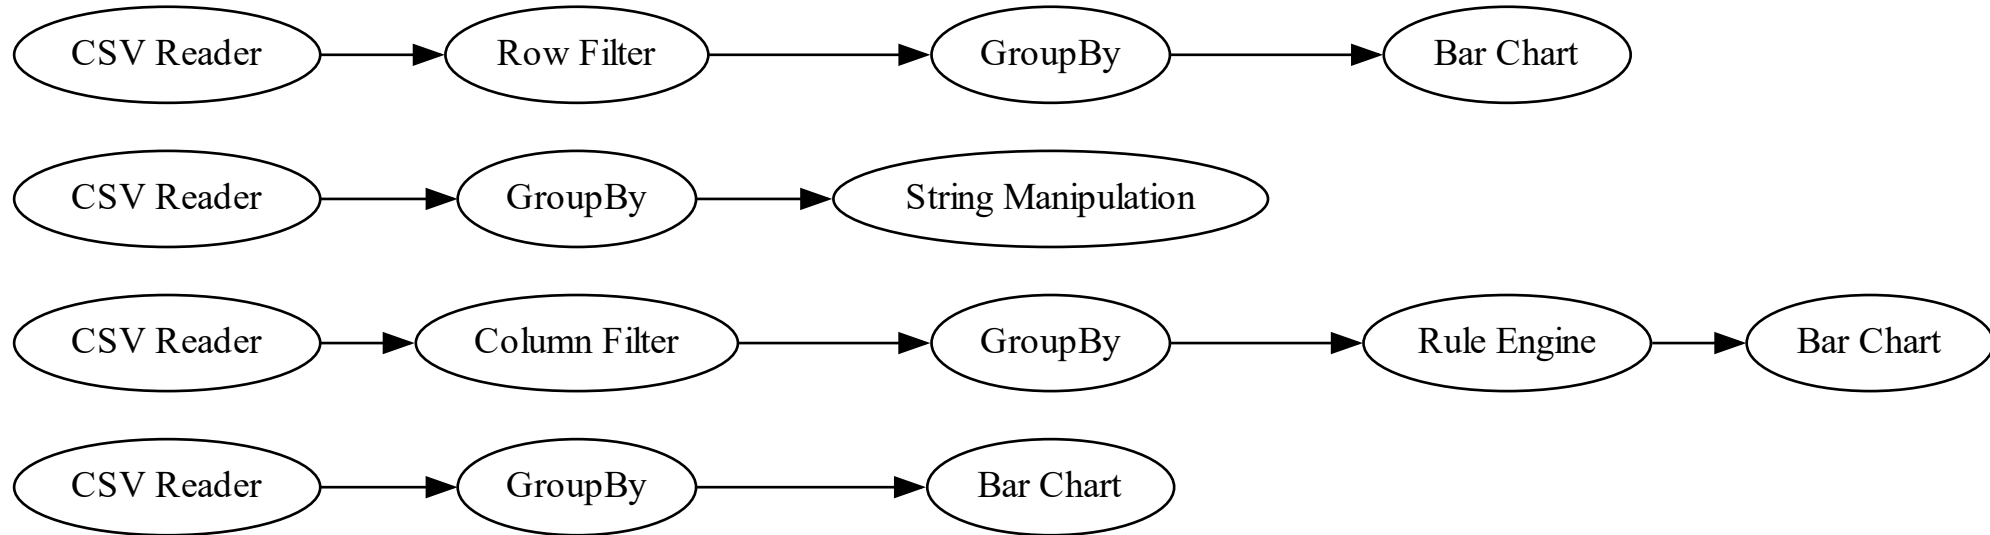 CSV Reader Row Filter GroupBy Bar Chart
CSV Reader GroupBy String Manipulation
CSV Reader Column Filter GroupBy Rule Engine Bar Chart
CSV Reader GroupBy Bar Chart